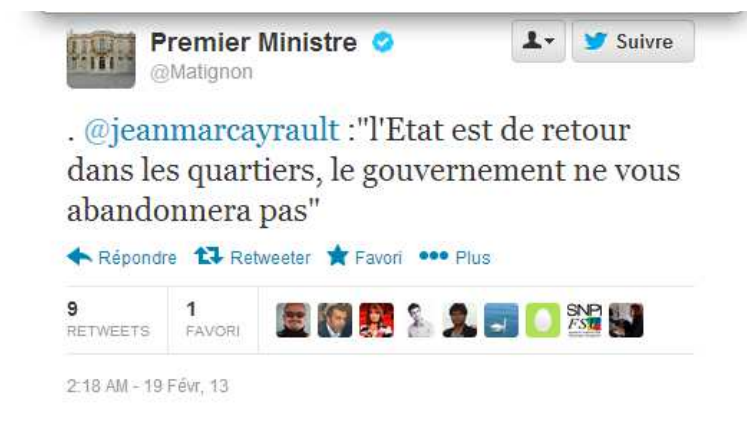 Premier Ministre
@Matignon
Suivre
. @jeanmarcayrault :"l'Etat est de retour
dans les quartiers, le gouvernement ne vous
abandonnera pas"
Répondre Retweeter Favori Plus
9 1
RETWEETS FAVORI
SNPI
FSI
2:18 AM - 19 Févr, 13